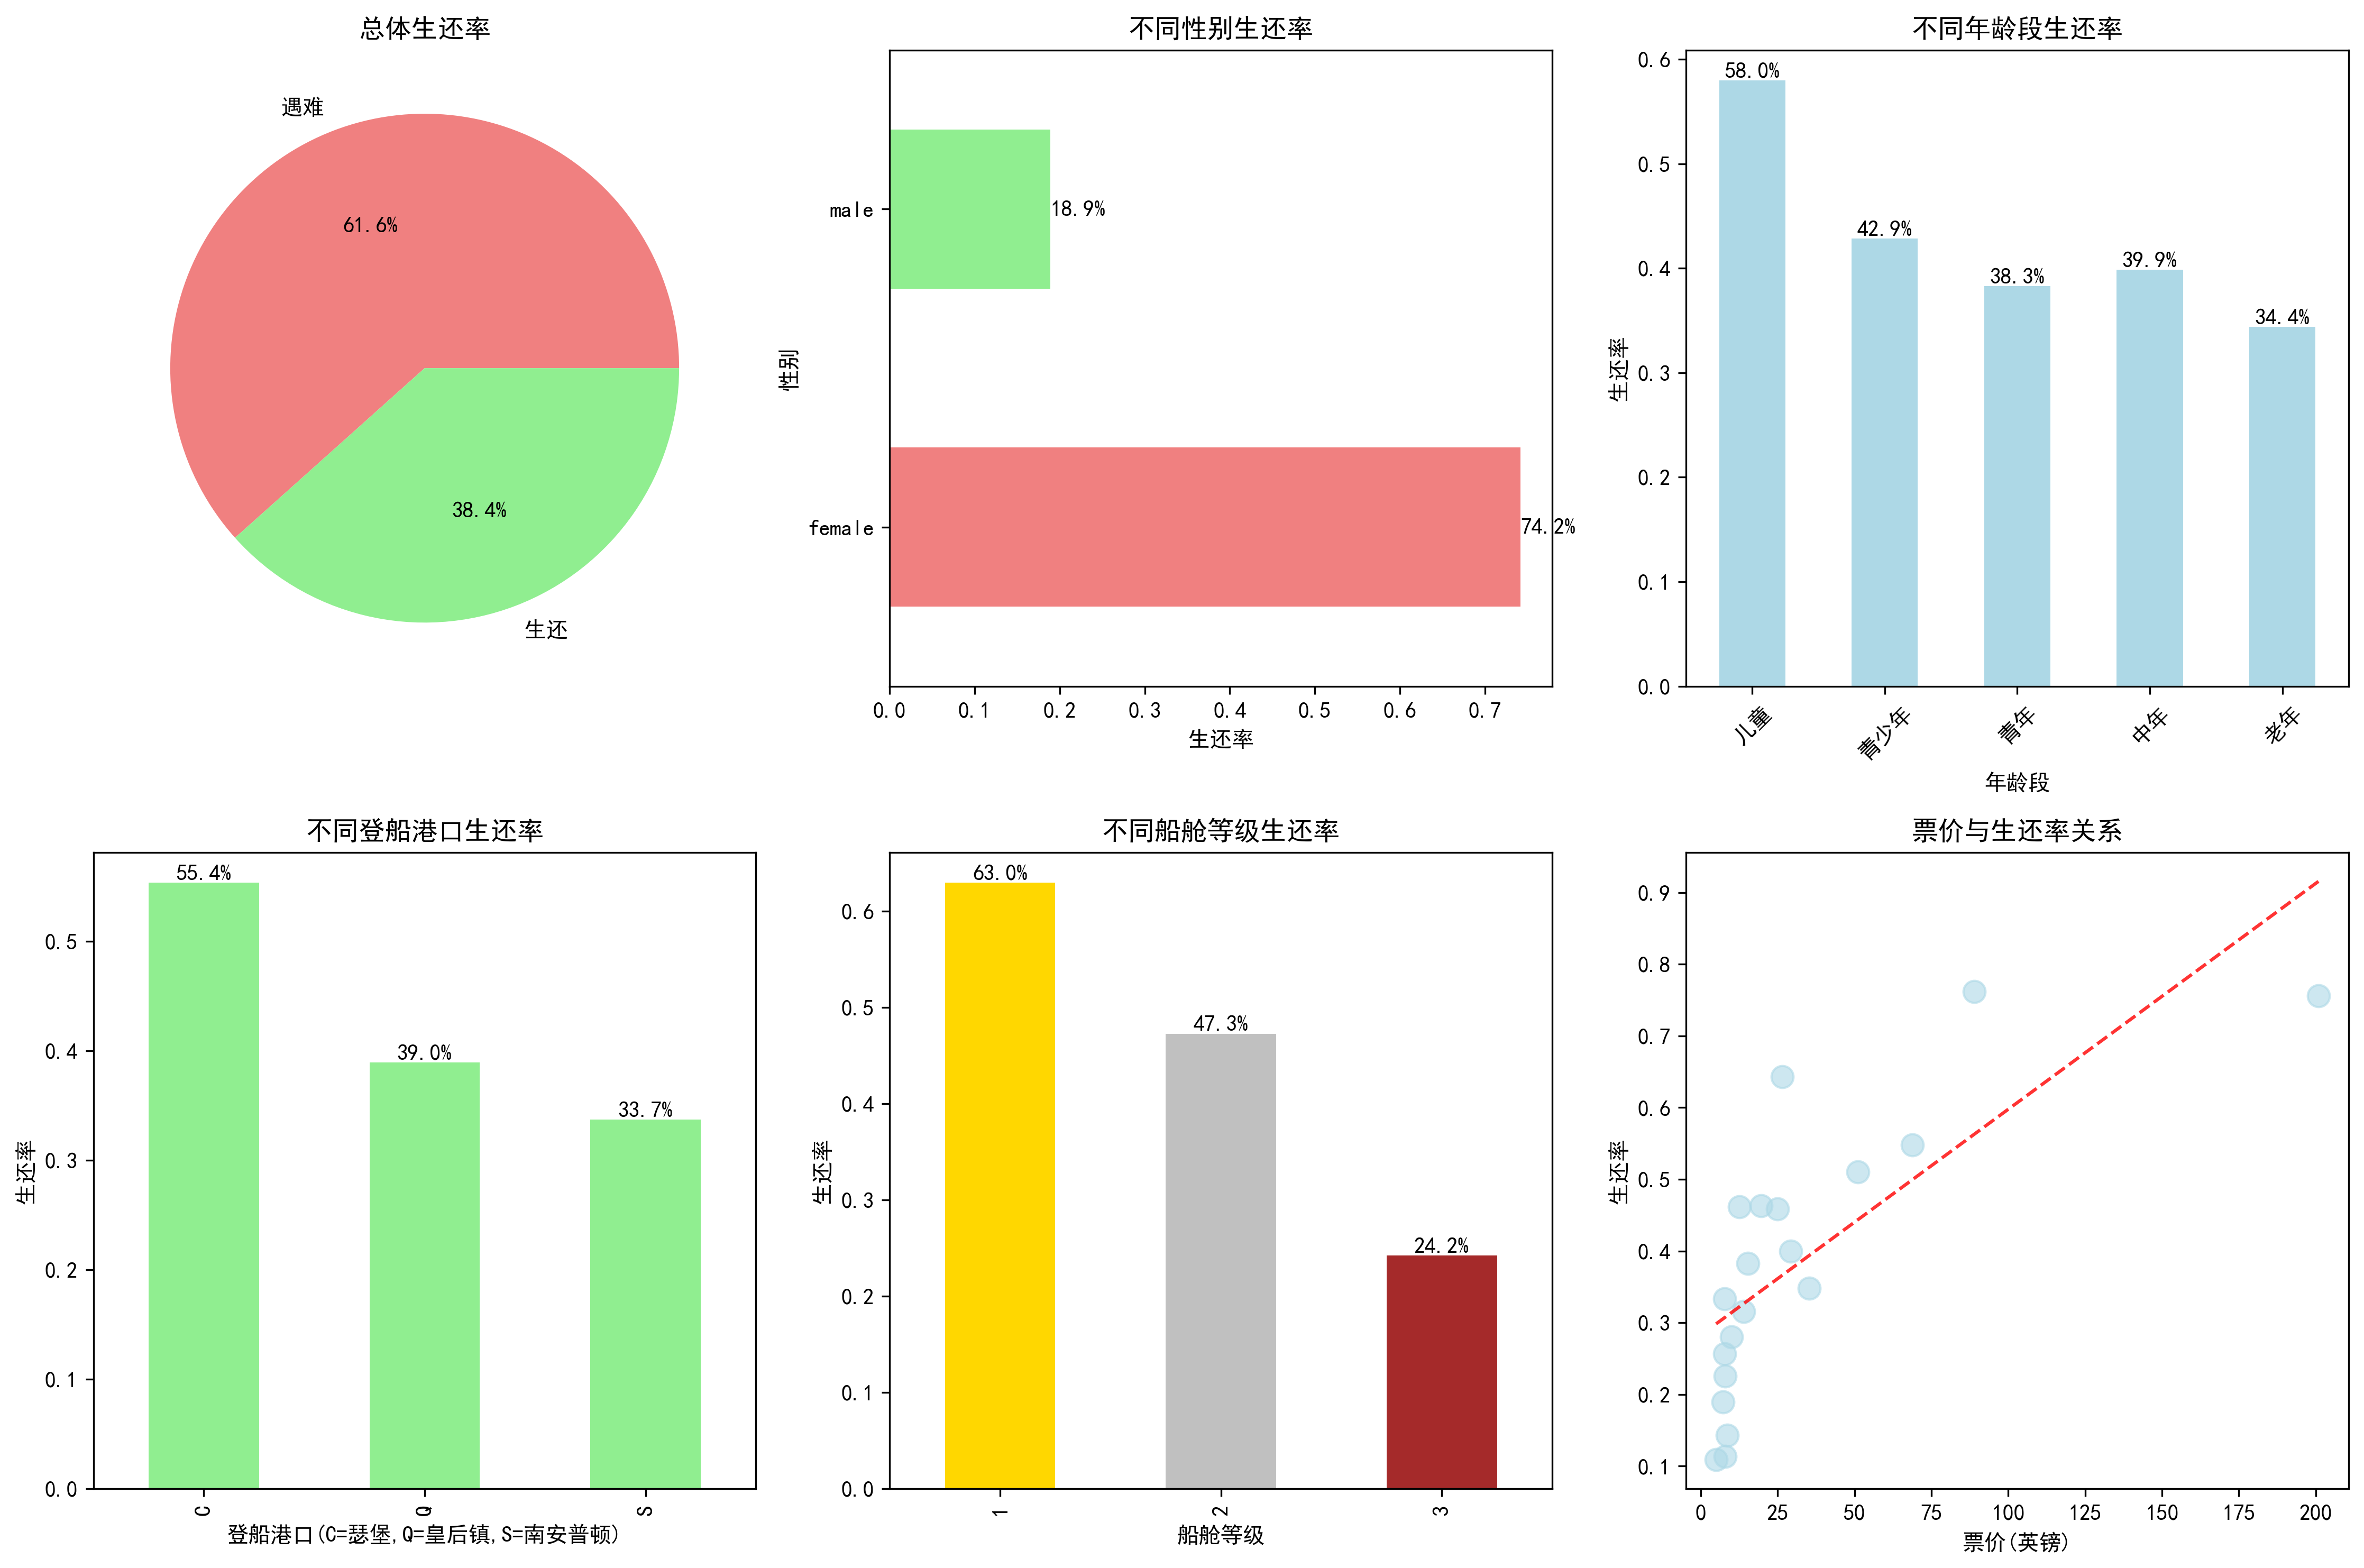 总体生还率
遇难
61.6%
38.4%
生还
不同性别生还率
性别
male
18.9%
female
74.2%
0.0 0.1 0.2 0.3 0.4 0.5 0.6 0.7
生还率
不同年龄段生还率
生还率
0.6
0.5
0.4
0.3
0.2
0.1
0.0
58.0%
42.9%
38.3%
39.9%
34.4%
儿童 青少年 青年 中年 老年
年龄段
不同登船港口生还率
生还率
0.5
0.4
0.3
0.2
0.1
0.0
55.4%
39.0%
33.7%
C Q S
登船港口(C=瑟堡,Q=皇后镇,S=南安普顿)
不同船舱等级生还率
生还率
0.6
0.5
0.4
0.3
0.2
0.1
0.0
63.0%
47.3%
24.2%
1 2 3
船舱等级
票价与生还率关系
生还率
0.9
0.8
0.7
0.6
0.5
0.4
0.3
0.2
0.1
0 25 50 75 100 125 150 175 200
票价(英镑)